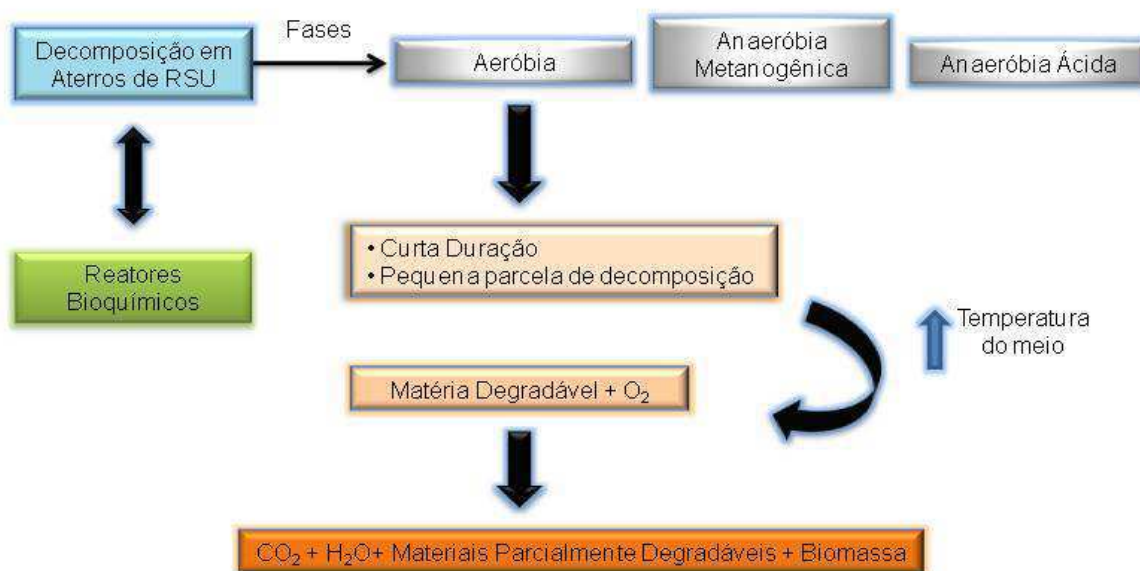 Decomposição em
Aterros de RSU
Fases
Aeróbia
Anaeróbia
Metanogênica
Anaeróbia Ácida
Reatores
Bioquímicos
• Curta Duração
• Pequena parcela de decomposição
Temperatura
do meio
Matéria Degradável + O₂
CO₂ + H₂O+ Materiais Parcialmente Degradáveis + Biomassa